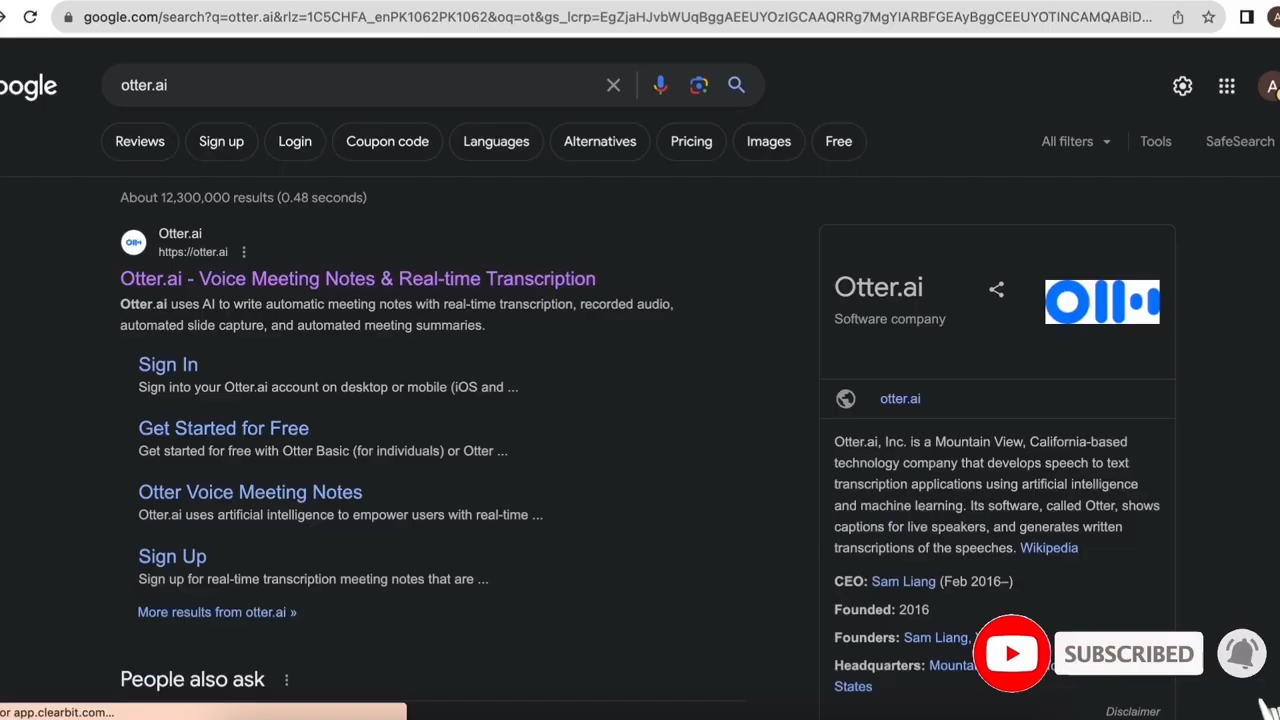 google.com/search?q=otter.ai&rlz=1C5CHFA_enPK1062PK1062&oq=ot&gs_lcrp=EgZjaHJvbWUqBggAEEUYOzIGCAAQRRg7MgYIARBFGEAyBggCEEUYOTINCAMQABiD...
oogle
otter.ai
A
Reviews
Sign up
Login
Coupon code
Languages
Alternatives
Pricing
Images
Free
All filters
Tools
SafeSearch
About 12,300,000 results (0.48 seconds)
Otter.ai
https://otter.ai
Otter.ai - Voice Meeting Notes & Real-time Transcription
Otter.ai uses AI to write automatic meeting notes with real-time transcription, recorded audio,
automated slide capture, and automated meeting summaries.
Sign In
Sign into your Otter.ai account on desktop or mobile (iOS and ...
Get Started for Free
Get started for free with Otter Basic (for individuals) or Otter ...
Otter Voice Meeting Notes
Otter.ai uses artificial intelligence to empower users with real-time ...
Sign Up
Sign up for real-time transcription meeting notes that are ...
More results from otter.ai »
People also ask
or app.clearbit.com...
Otter.ai
Software company
otter.ai
Otter.ai, Inc. is a Mountain View, California-based
technology company that develops speech to text
transcription applications using artificial intelligence
and machine learning. Its software, called Otter, shows
captions for live speakers, and generates written
transcriptions of the speeches. Wikipedia
CEO: Sam Liang (Feb 2016–)
Founded: 2016
Founders: Sam Liang,
Headquarters:
States
SUBSCRIBED
Disclaimer